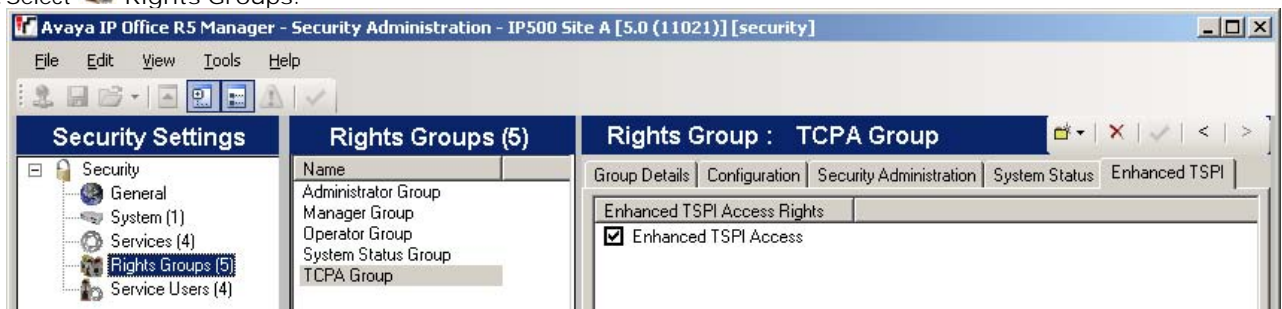 Select Rights Groups.
Avaya IP Office R5 Manager - Security Administration - IP500 Site A [5.0 (11021)] [security]
File Edit View Tools Help
Security Settings
Security
General
System (1)
Services (4)
Rights Groups (5)
Service Users (4)
Rights Groups (5)
Name
Administrator Group
Manager Group
Operator Group
System Status Group
TCPA Group
Rights Group : TCPA Group
Group Details Configuration Security Administration System Status Enhanced TSPI
Enhanced TSPI Access Rights
Enhanced TSPI Access